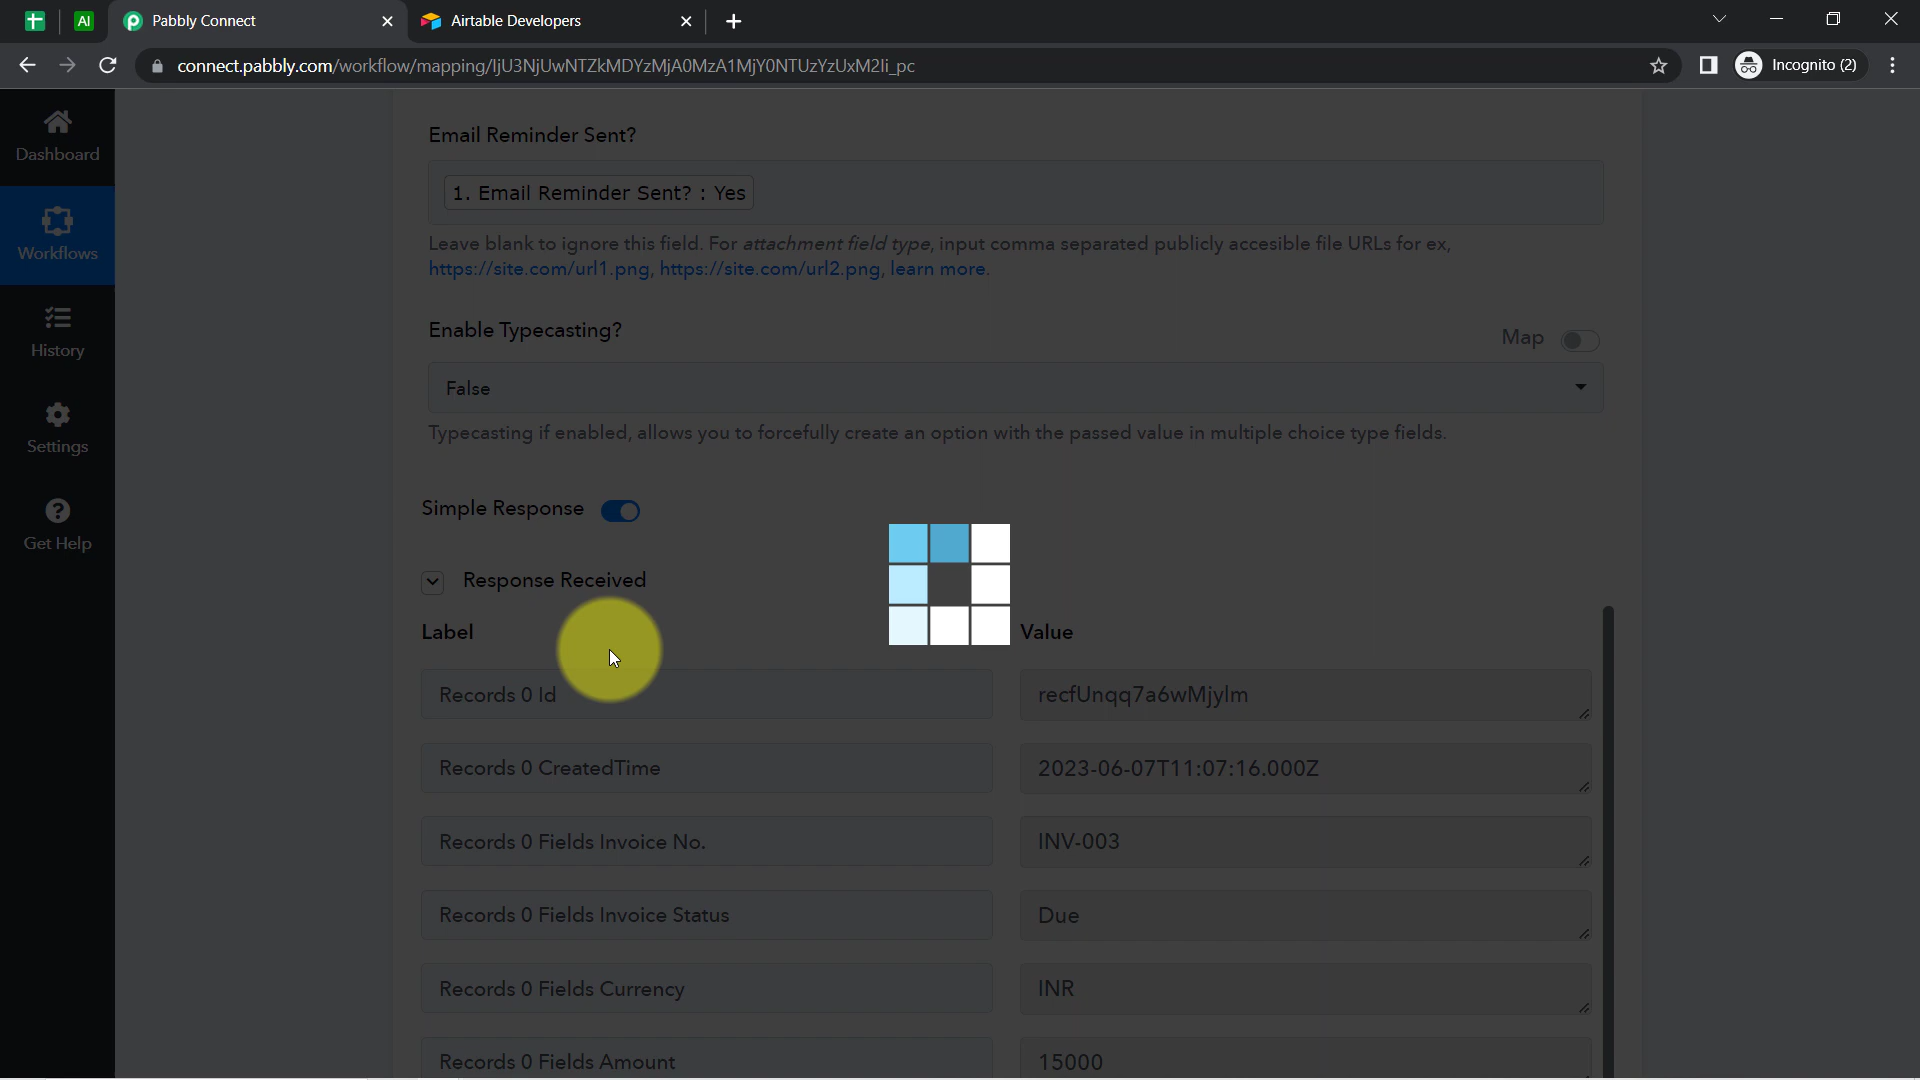 AI
Pabbly Connect
Airtable Developers
connect.pabbly.com/workflow/mapping/IjU3NjUwNTZkMDYzMjA0MzA1MjY0NTUzYzUxM2Ii_pc
Incognito (2)
Dashboard
Workflows
History
Settings
Get Help
Email Reminder Sent?
1. Email Reminder Sent? : Yes
Leave blank to ignore this field. For attachment field type, input comma separated publicly accesible file URLs for ex,
https://site.com/url1.png, https://site.com/url2.png, learn more.
Enable Typecasting?
Map
False
Typecasting if enabled, allows you to forcefully create an option with the passed value in multiple choice type fields.
Simple Response
Response Received
Label
Value
Records 0 Id
recfUnqq7a6wMjylm
Records 0 CreatedTime
2023-06-07T11:07:16.000Z
Records 0 Fields Invoice No.
INV-003
Records 0 Fields Invoice Status
Due
Records 0 Fields Currency
INR
Records 0 Fields Amount
15000